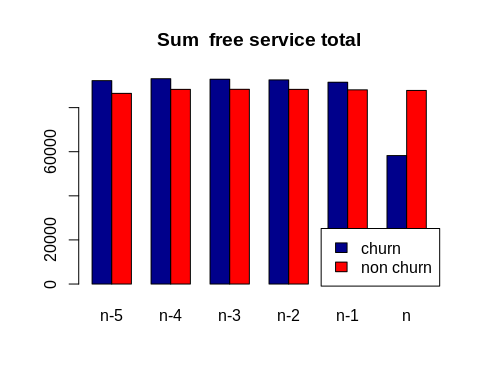 Sum  free service total
60000
20000
0
churn
non churn
n-5 n-4 n-3 n-2 n-1 n